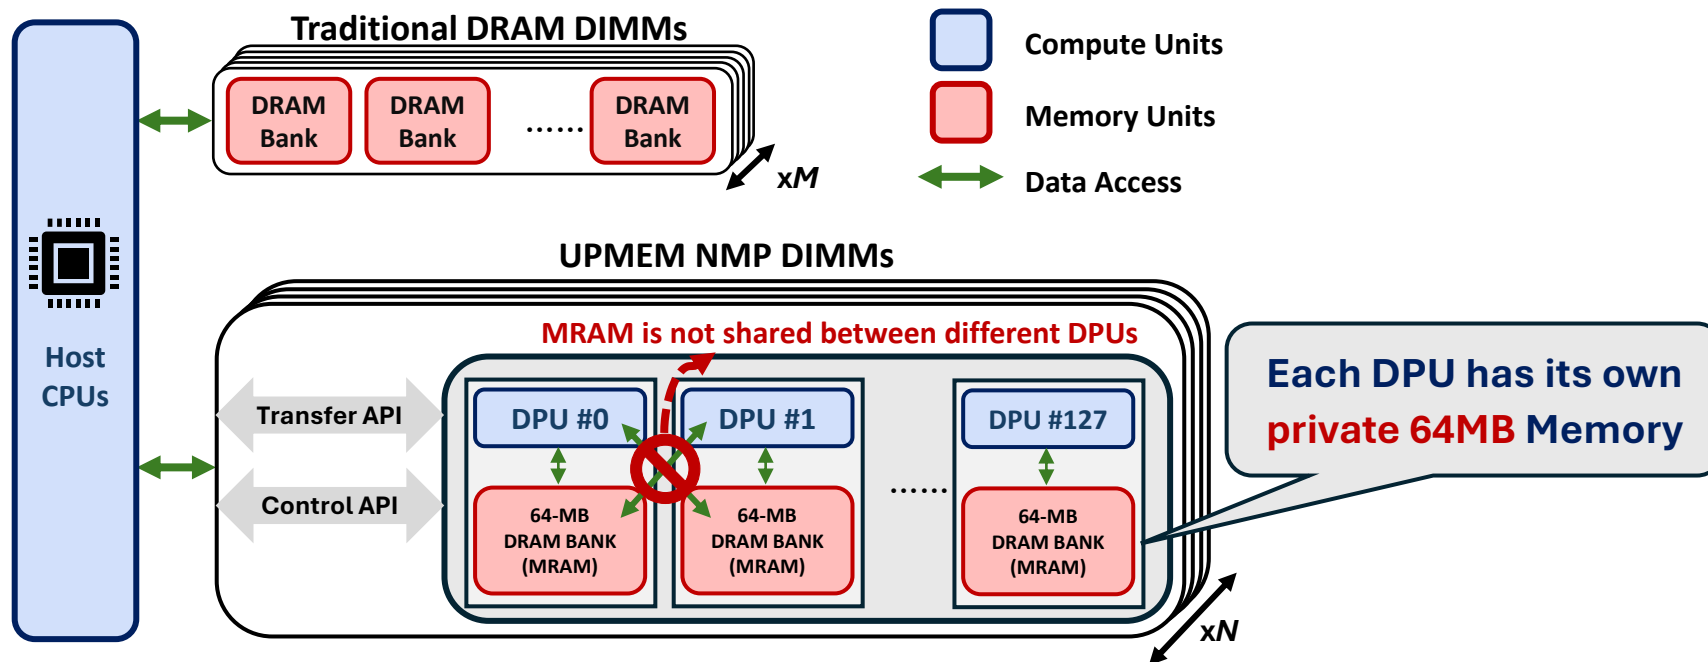 Traditional DRAM DIMMs
DRAM
Bank
DRAM
Bank
......
DRAM
Bank
xM
Compute Units
Memory Units
Data Access
Host
CPUs
UPMEM NMP DIMMs
MRAM is not shared between different DPUs
Transfer API
Control API
DPU #0
DPU #1
DPU #127
64-MB
DRAM BANK
(MRAM)
64-MB
DRAM BANK
(MRAM)
......
64-MB
DRAM BANK
(MRAM)
Each DPU has its own
private 64MB Memory
xN